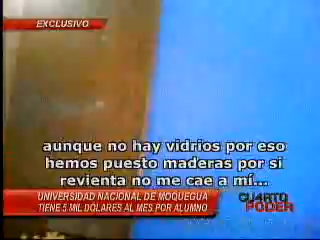 EXCLUSIVO
aunque no hay vidrios por eso
hemos puesto maderas por si
revienta no me cae a mí...
UNIVERSIDAD NACIONAL DE MOQUEGUA
TIENE 5 MIL DOLARES AL MES POR ALUMNO
CUARTO
PODER